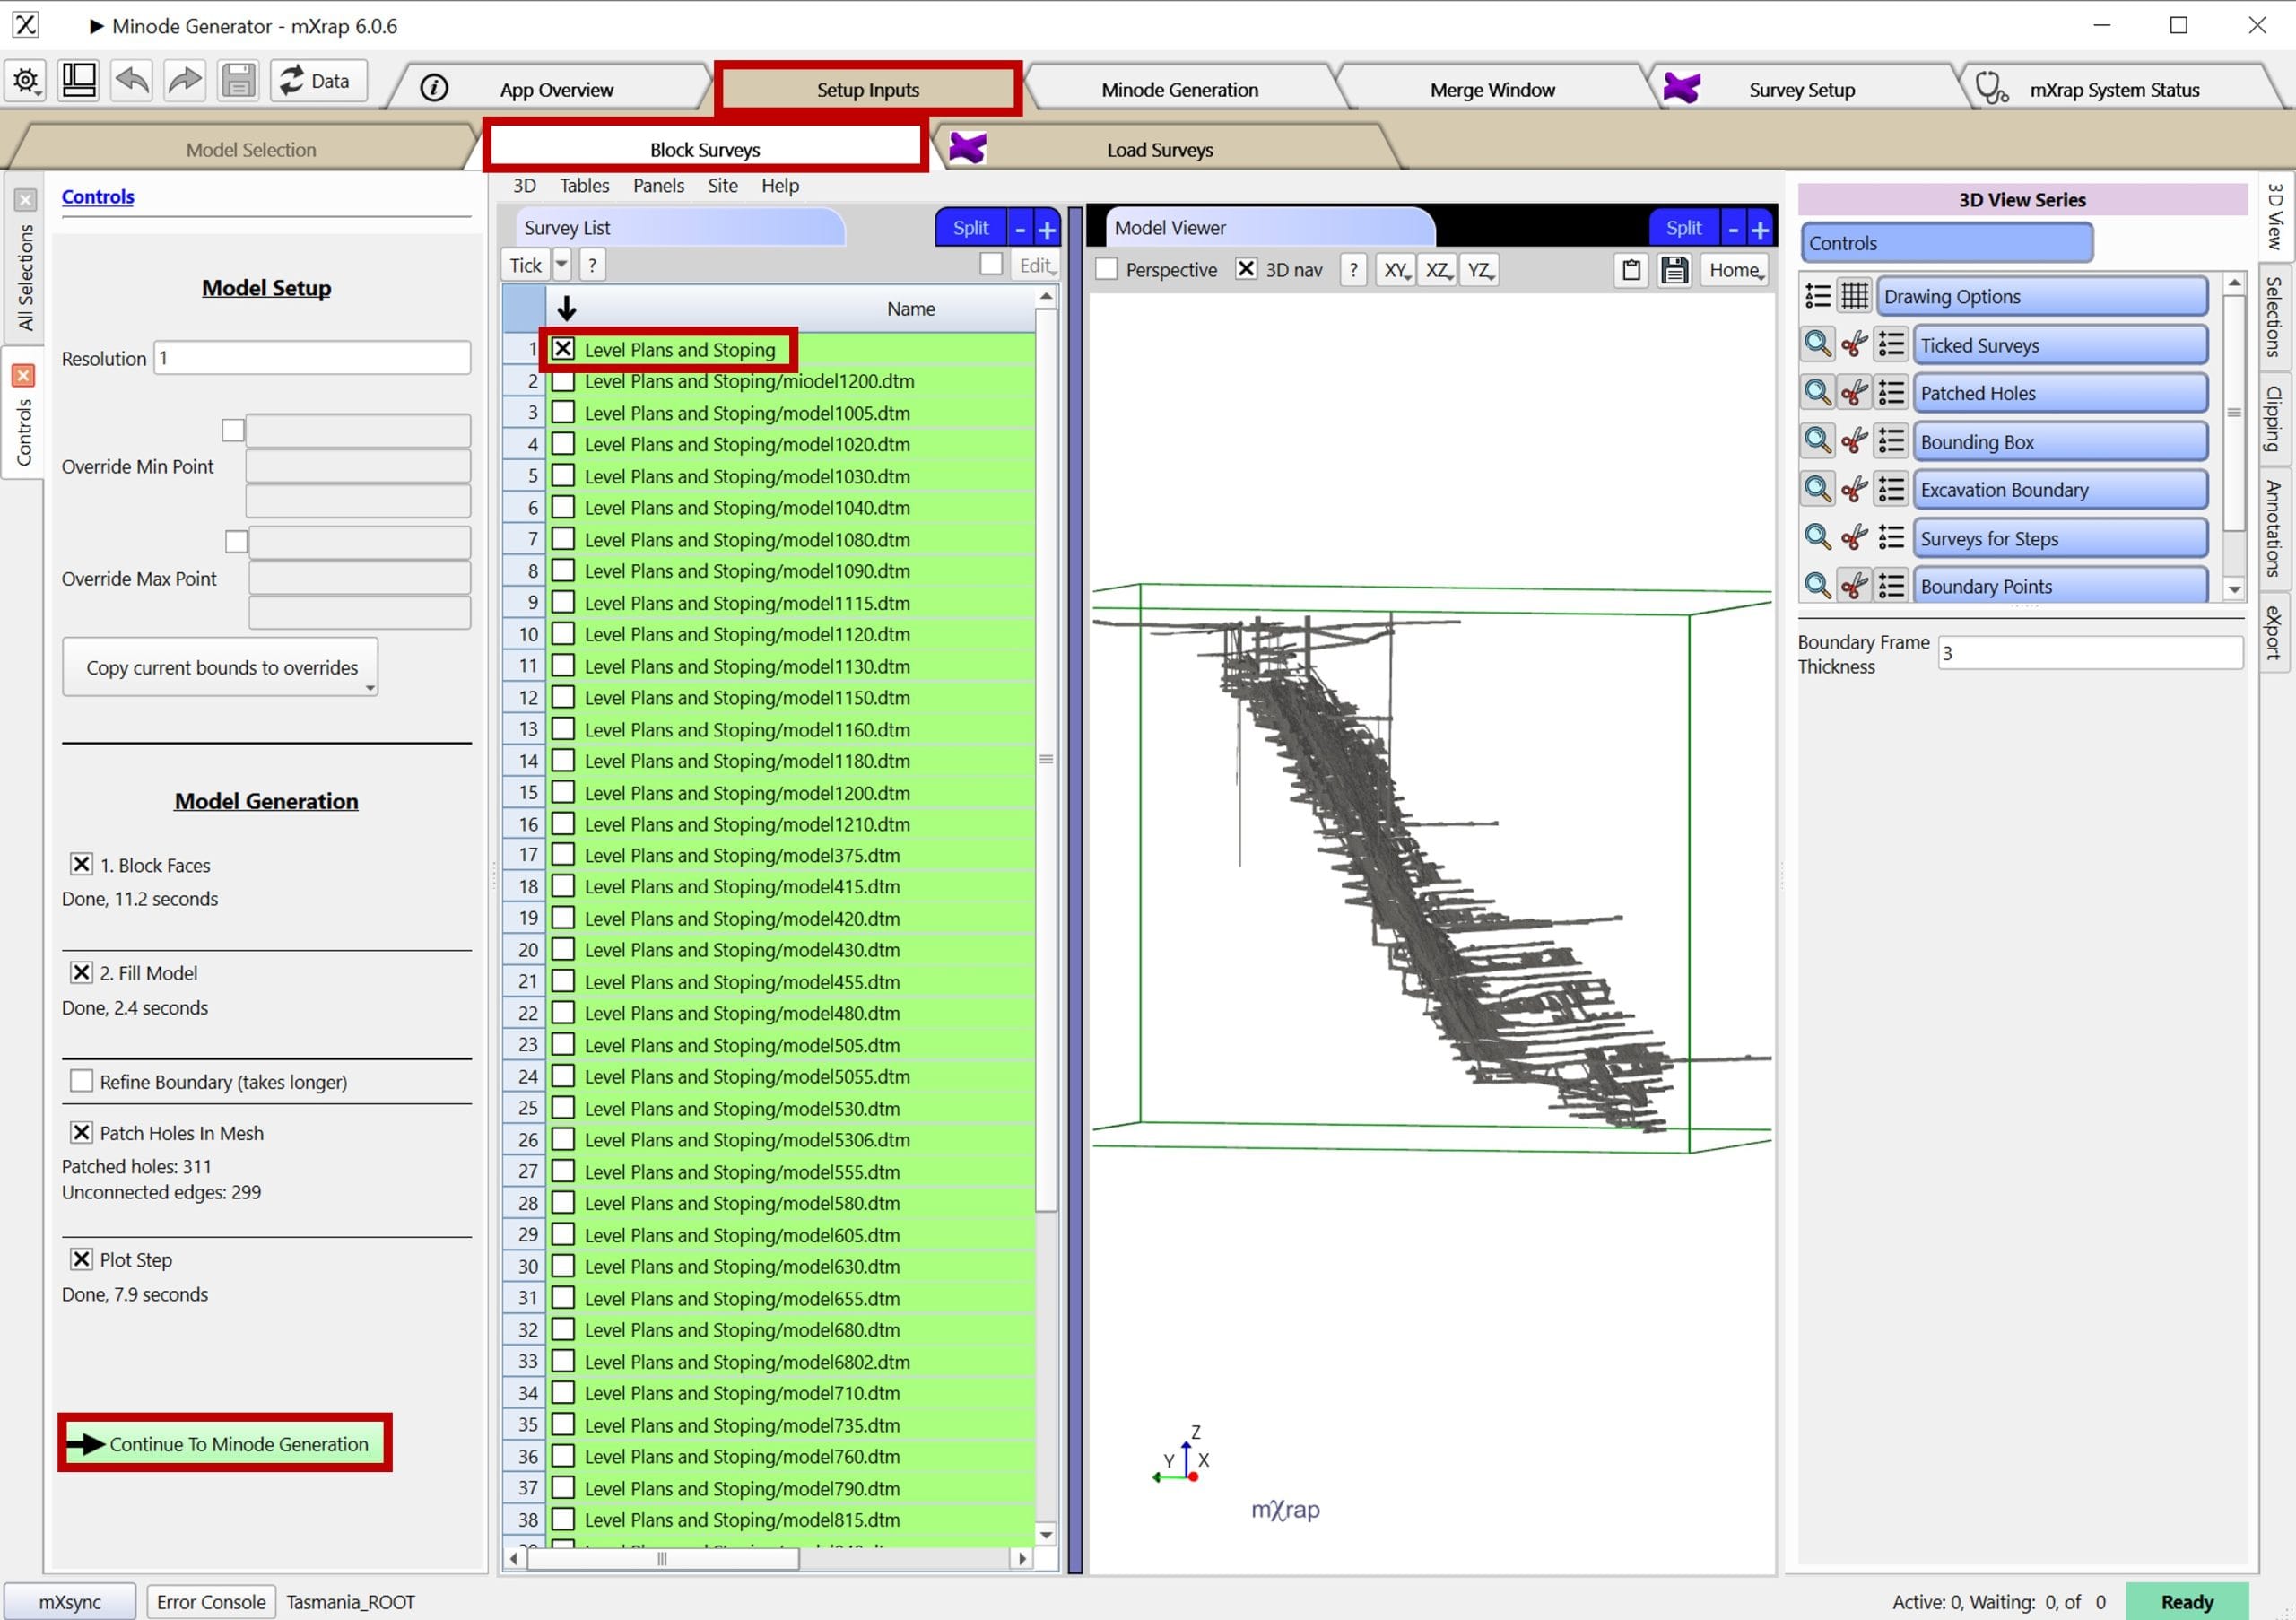 Minode Generator - mXrap 6.0.6
Data
App Overview
Setup Inputs
Minode Generation
Merge Window
Survey Setup
mXrap System Status
Model Selection
Block Surveys
Load Surveys
All Selections
Controls
Controls
Model Setup
Resolution 1
Override Min Point
Override Max Point
Copy current bounds to overrides
Model Generation
1. Block Faces
Done, 11.2 seconds
2. Fill Model
Done, 2.4 seconds
Refine Boundary (takes longer)
Patch Holes In Mesh
Patched holes: 311
Unconnected edges: 299
Plot Step
Done, 7.9 seconds
Continue To Minode Generation
3D Tables Panels Site Help
Survey List
Split - +
Tick ? Edit
Name
1 Level Plans and Stoping
2 Level Plans and Stoping/miodel1200.dtm
3 Level Plans and Stoping/model1005.dtm
4 Level Plans and Stoping/model1020.dtm
5 Level Plans and Stoping/model1030.dtm
6 Level Plans and Stoping/model1040.dtm
7 Level Plans and Stoping/model1080.dtm
8 Level Plans and Stoping/model1090.dtm
9 Level Plans and Stoping/model1115.dtm
10 Level Plans and Stoping/model1120.dtm
11 Level Plans and Stoping/model1130.dtm
12 Level Plans and Stoping/model1150.dtm
13 Level Plans and Stoping/model1160.dtm
14 Level Plans and Stoping/model1180.dtm
15 Level Plans and Stoping/model1200.dtm
16 Level Plans and Stoping/model1210.dtm
17 Level Plans and Stoping/model375.dtm
18 Level Plans and Stoping/model415.dtm
19 Level Plans and Stoping/model420.dtm
20 Level Plans and Stoping/model430.dtm
21 Level Plans and Stoping/model455.dtm
22 Level Plans and Stoping/model480.dtm
23 Level Plans and Stoping/model505.dtm
24 Level Plans and Stoping/model5055.dtm
25 Level Plans and Stoping/model530.dtm
26 Level Plans and Stoping/model5306.dtm
27 Level Plans and Stoping/model555.dtm
28 Level Plans and Stoping/model580.dtm
29 Level Plans and Stoping/model605.dtm
30 Level Plans and Stoping/model630.dtm
31 Level Plans and Stoping/model655.dtm
32 Level Plans and Stoping/model680.dtm
33 Level Plans and Stoping/model6802.dtm
34 Level Plans and Stoping/model710.dtm
35 Level Plans and Stoping/model735.dtm
36 Level Plans and Stoping/model760.dtm
37 Level Plans and Stoping/model790.dtm
38 Level Plans and Stoping/model815.dtm
Model Viewer
Split - +
Perspective 3D nav ? XY XZ YZ Home
Z
Y X
mXrap
3D View Series
Controls
Drawing Options
Ticked Surveys
Patched Holes
Bounding Box
Excavation Boundary
Surveys for Steps
Boundary Points
Boundary Frame
Thickness
3
3D View
Selections
Clipping
Annotations
eXport
mXsync
Error Console
Tasmania_ROOT
Active: 0, Waiting: 0, of 0
Ready